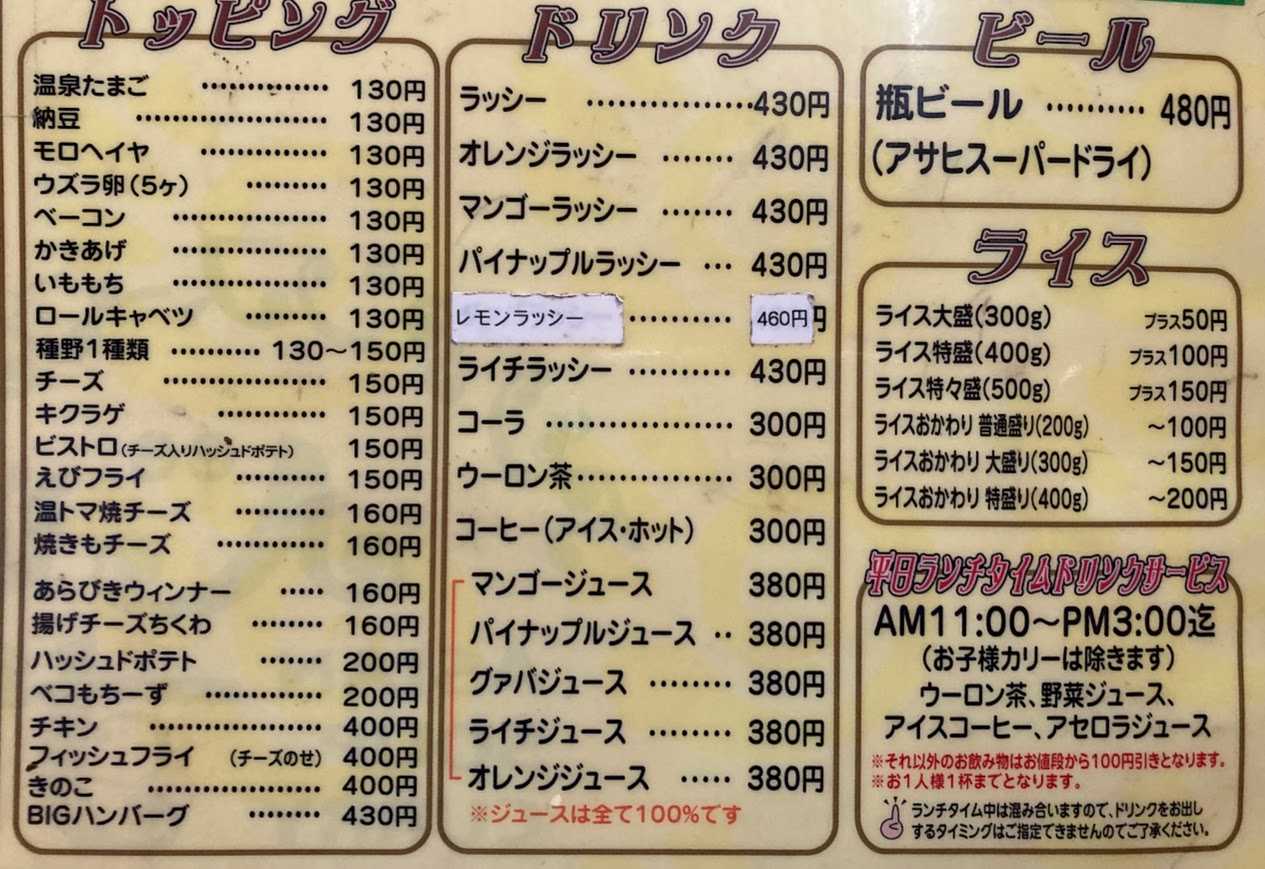 トッピング
温泉たまご ………… 130円
納豆 ………… 130円
モロヘイヤ ………… 130円
ウズラ卵(5ヶ) ……… 130円
ベーコン ………… 130円
かきあげ ………… 130円
いももち ………… 130円
ロールキャベツ ……… 130円
種野1種類 ……… 130～150円
チーズ ………… 150円
キクラゲ ………… 150円
ビストロ(チーズ入りハッシュドポテト) 150円
えびフライ ………… 150円
温トマ焼チーズ ……… 160円
焼きもチーズ ………… 160円
あらびきウィンナー …… 160円
揚げチーズちくわ ……… 160円
ハッシュドポテト ……… 200円
ベコもちーず ………… 200円
チキン ………… 400円
フィッシュフライ (チーズのせ) 400円
きのこ ………… 400円
BIGハンバーグ ……… 430円
ドリンク
ラッシー ………… 430円
オレンジラッシー ……… 430円
マンゴーラッシー ……… 430円
パイナップルラッシー … 430円
レモンラッシー ……… 460円
ライチラッシー ……… 430円
コーラ ………… 300円
ウーロン茶 ………… 300円
コーヒー(アイス・ホット) 300円
マンゴージュース 380円
パイナップルジュース ‥ 380円
グァバジュース ……… 380円
ライチジュース ……… 380円
オレンジジュース …… 380円
※ジュースは全て100%です
ビール
瓶ビール ……… 480円
(アサヒスーパードライ)
ライス
ライス大盛(300g) プラス50円
ライス特盛(400g) プラス100円
ライス特々盛(500g) プラス150円
ライスおかわり 普通盛り(200g) ～100円
ライスおかわり 大盛り(300g) ～150円
ライスおかわり 特盛り(400g) ～200円
平日ランチタイムドリンクサービス
AM11:00～PM3:00迄
(お子様カリーは除きます)
ウーロン茶、野菜ジュース、
アイスコーヒー、アセロラジュース
※それ以外のお飲み物はお値段から100円引きとなります。
※お1人様1杯までとなります。
ランチタイム中は混み合いますので、ドリンクをお出し
するタイミングはご指定できませんのでご了承ください。